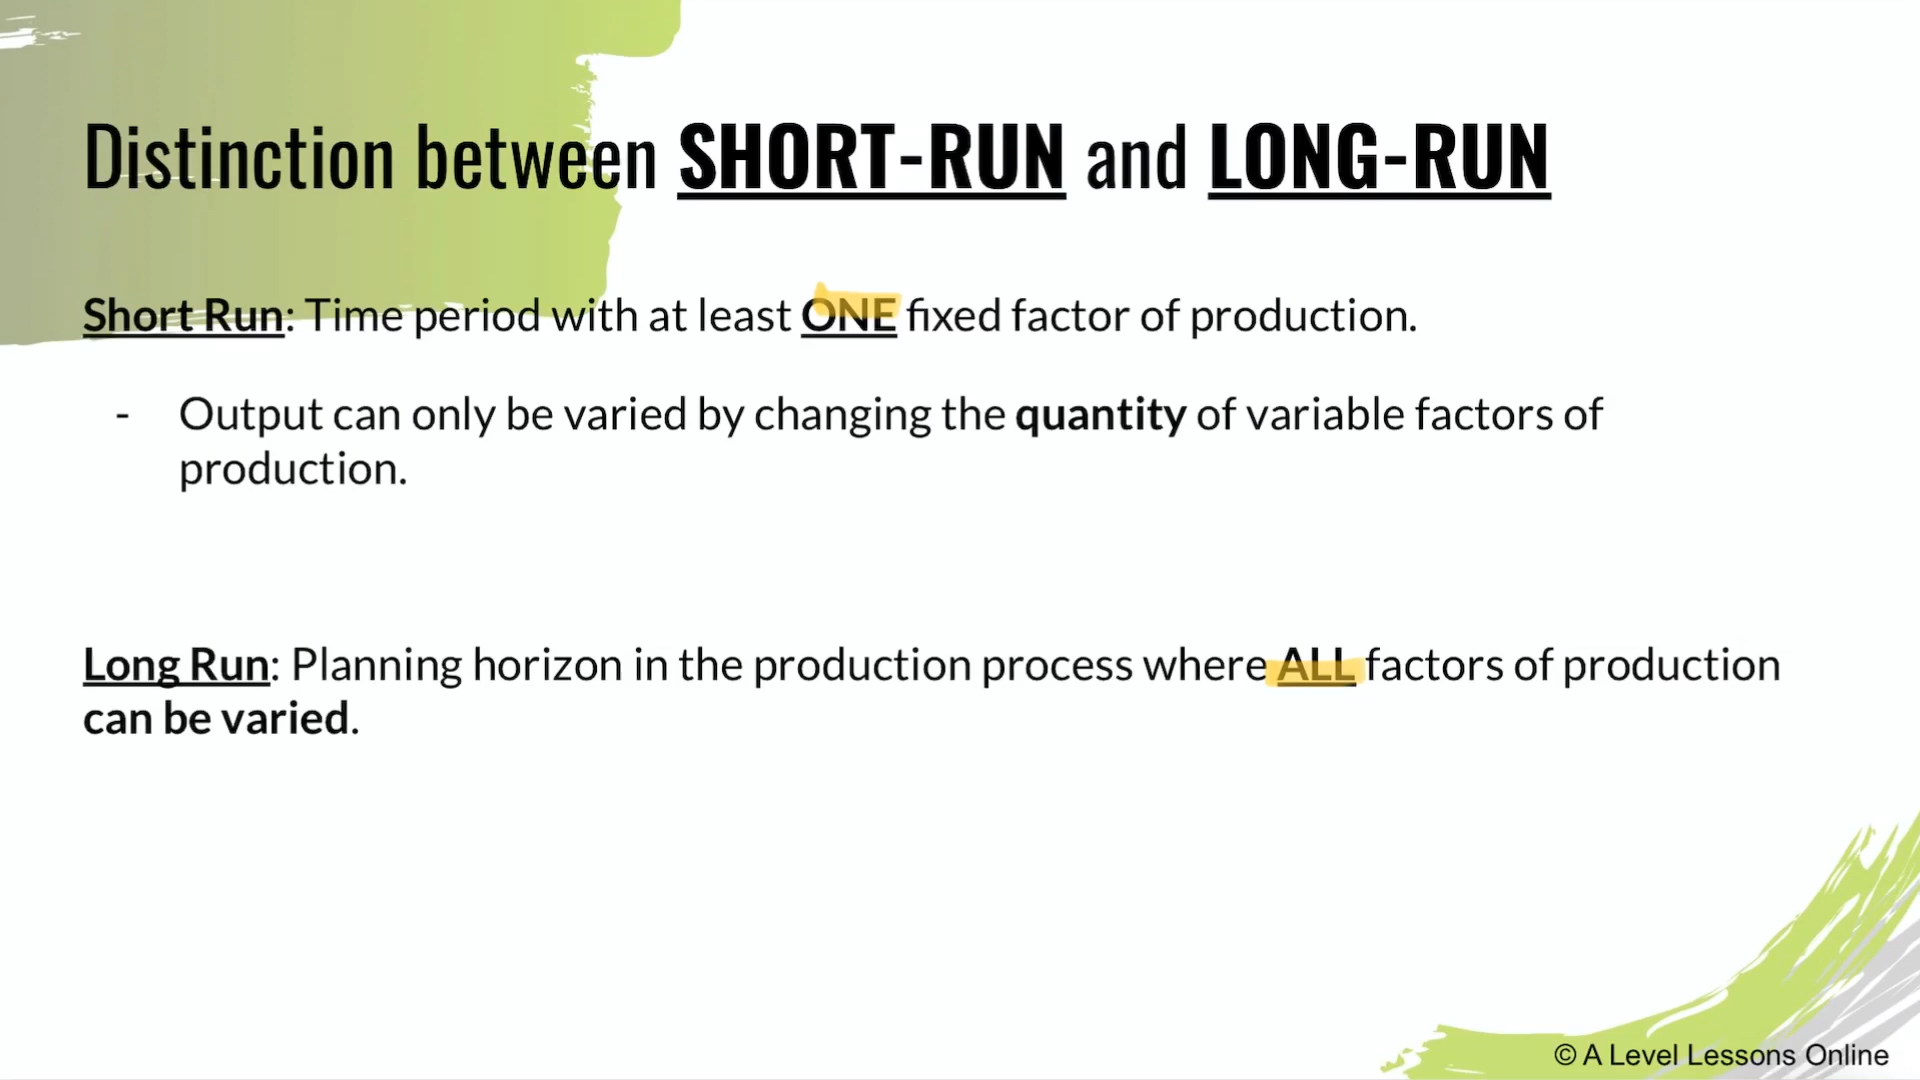 Distinction between SHORT-RUN and LONG-RUN
Short Run: Time period with at least ONE fixed factor of production.
- Output can only be varied by changing the quantity of variable factors of
production.
Long Run: Planning horizon in the production process where ALL factors of production
can be varied.
© A Level Lessons Online